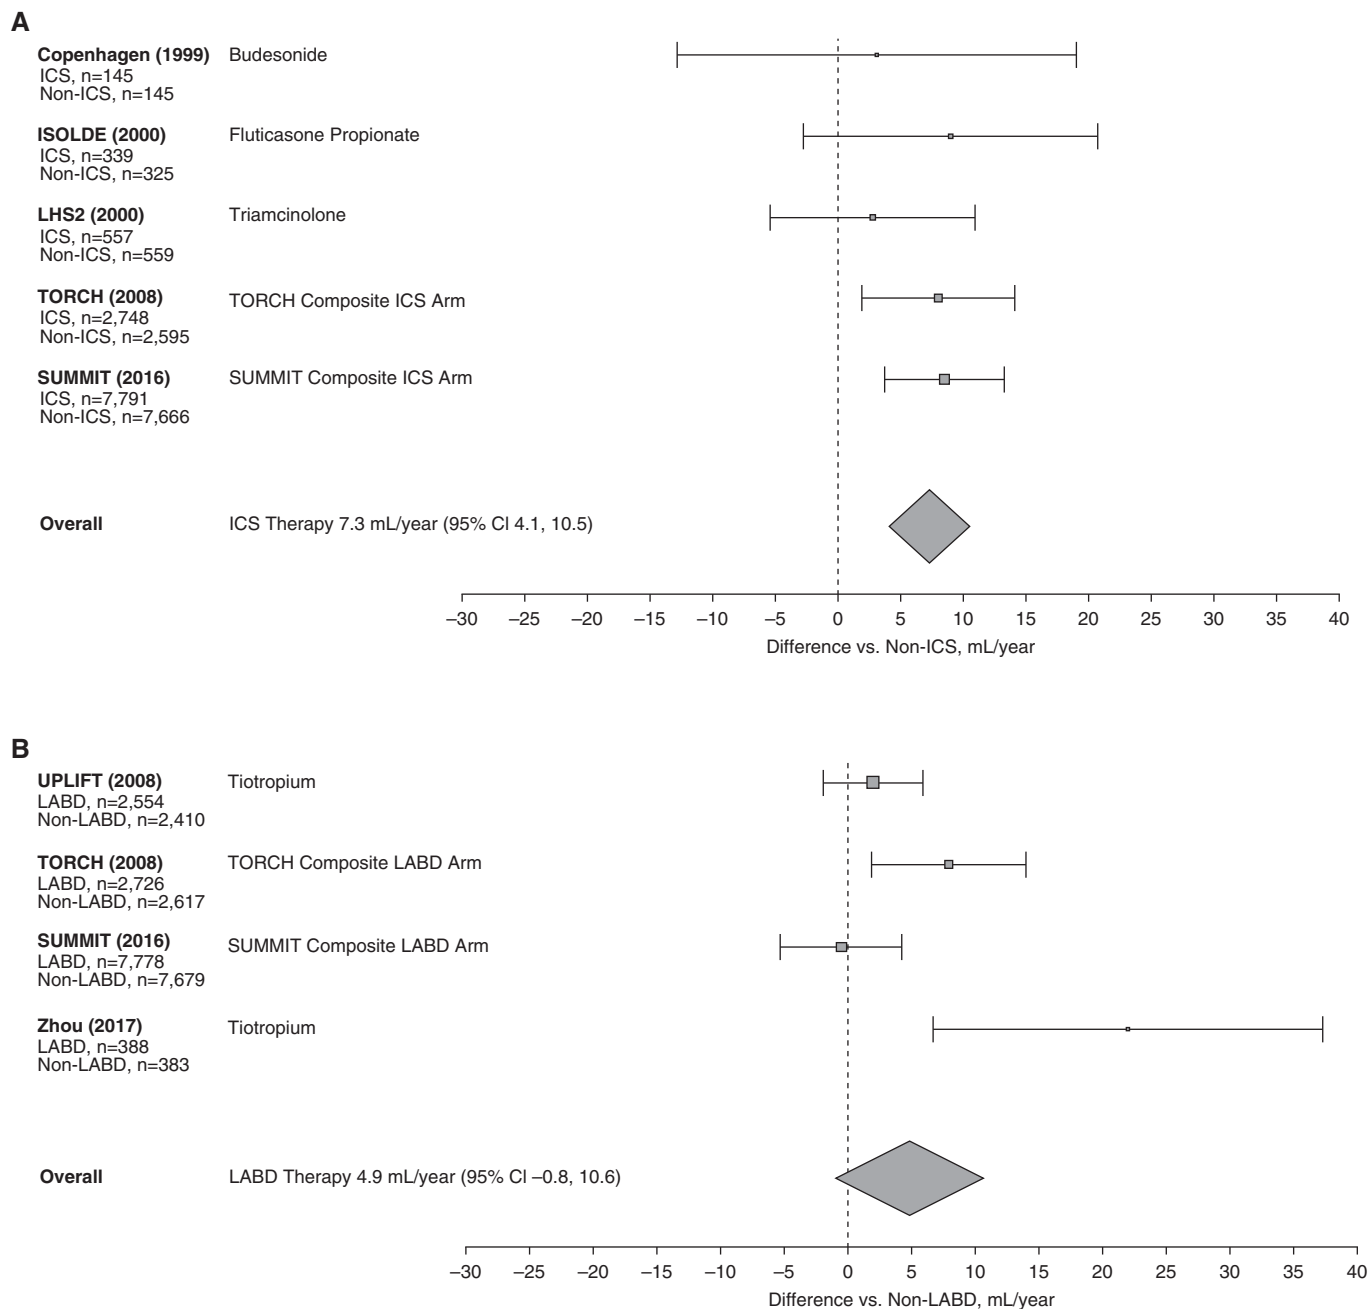 A
Copenhagen (1999) Budesonide
ICS, n=145
Non-ICS, n=145
ISOLDE (2000) Fluticasone Propionate
ICS, n=339
Non-ICS, n=325
LHS2 (2000) Triamcinolone
ICS, n=557
Non-ICS, n=559
TORCH (2008) TORCH Composite ICS Arm
ICS, n=2,748
Non-ICS, n=2,595
SUMMIT (2016) SUMMIT Composite ICS Arm
ICS, n=7,791
Non-ICS, n=7,666
Overall ICS Therapy 7.3 mL/year (95% CI 4.1, 10.5)
–30 –25 –20 –15 –10 –5 0 5 10 15 20 25 30 35 40
Difference vs. Non-ICS, mL/year
B
UPLIFT (2008) Tiotropium
LABD, n=2,554
Non-LABD, n=2,410
TORCH (2008) TORCH Composite LABD Arm
LABD, n=2,726
Non-LABD, n=2,617
SUMMIT (2016) SUMMIT Composite LABD Arm
LABD, n=7,778
Non-LABD, n=7,679
Zhou (2017) Tiotropium
LABD, n=388
Non-LABD, n=383
Overall LABD Therapy 4.9 mL/year (95% CI –0.8, 10.6)
–30 –25 –20 –15 –10 –5 0 5 10 15 20 25 30 35 40
Difference vs. Non-LABD, mL/year